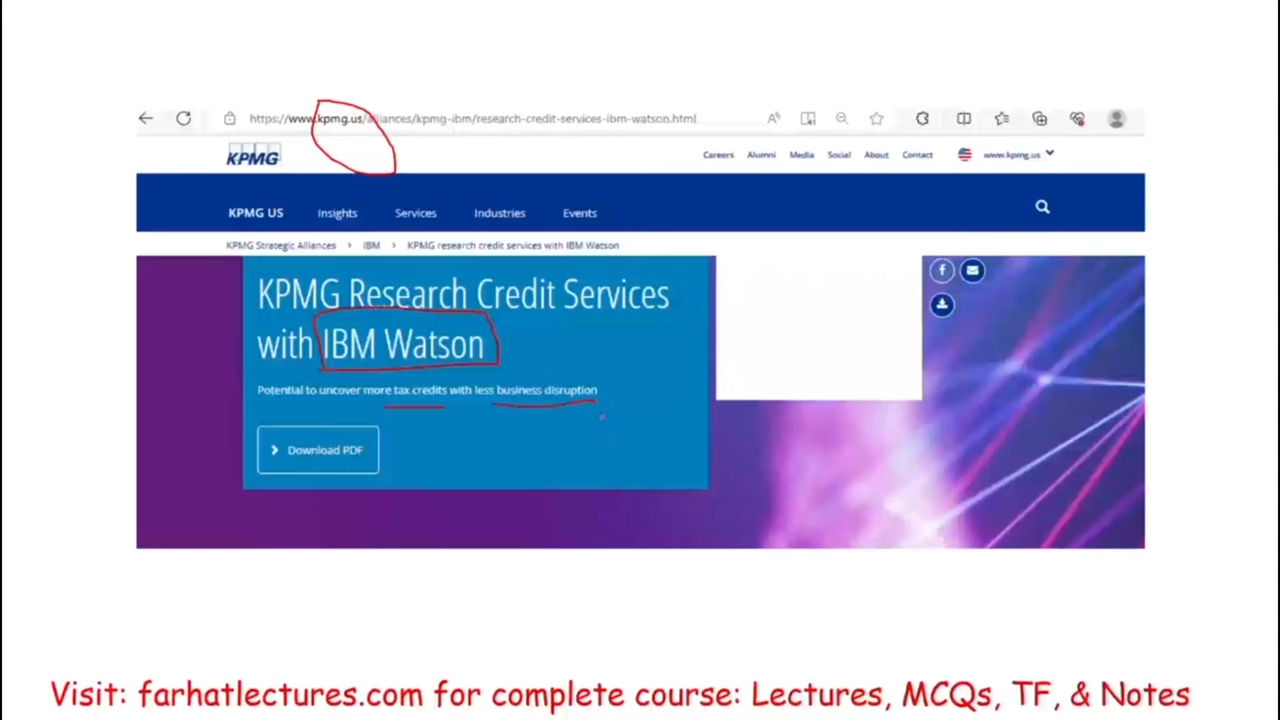 https://www.kpmg.us/alliances/kpmg-ibm/research-credit-services-ibm-watson.html
KPMG
Careers Alumni Media Social About Contact www.kpmg.us
KPMG US Insights Services Industries Events
KPMG Strategic Alliances > IBM > KPMG research credit services with IBM Watson
KPMG Research Credit Services
with IBM Watson
Potential to uncover more tax credits with less business disruption
> Download PDF
Visit: farhatlectures.com for complete course: Lectures, MCQs, TF, & Notes